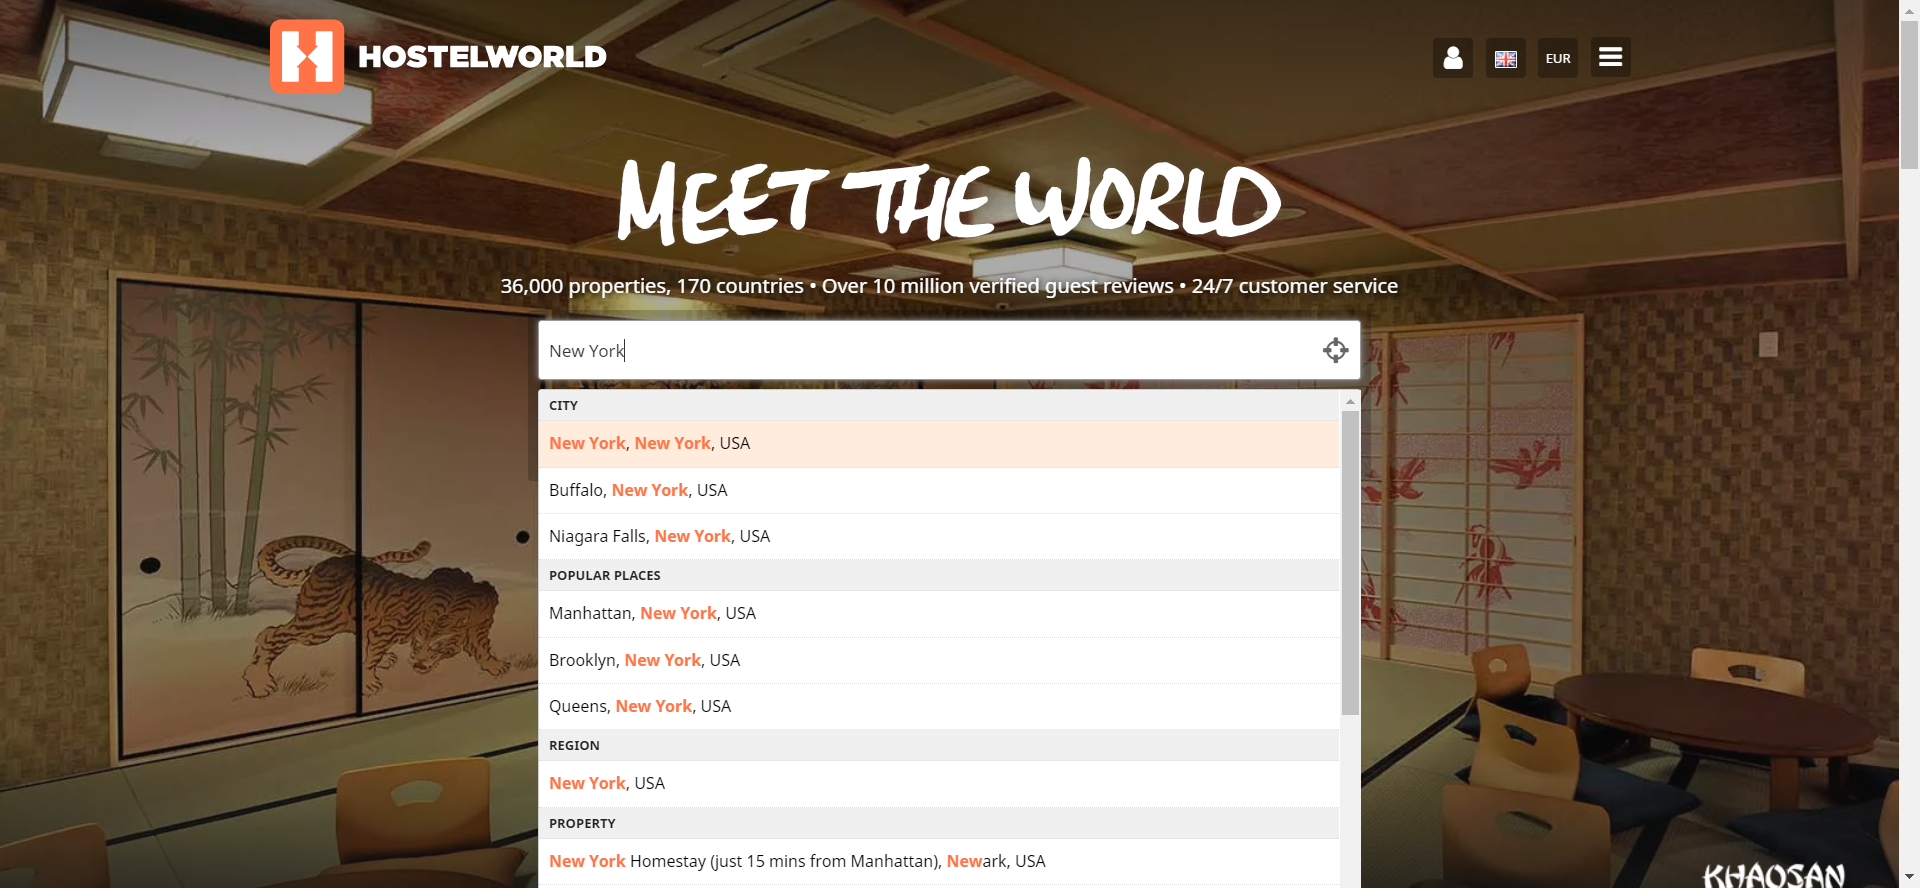 HOSTELWORLD
EUR
MEET THE WORLD
36,000 properties, 170 countries • Over 10 million verified guest reviews • 24/7 customer service
New York
CITY
New York, New York, USA
Buffalo, New York, USA
Niagara Falls, New York, USA
POPULAR PLACES
Manhattan, New York, USA
Brooklyn, New York, USA
Queens, New York, USA
REGION
New York, USA
PROPERTY
New York Homestay (just 15 mins from Manhattan), Newark, USA
KHAOSAN